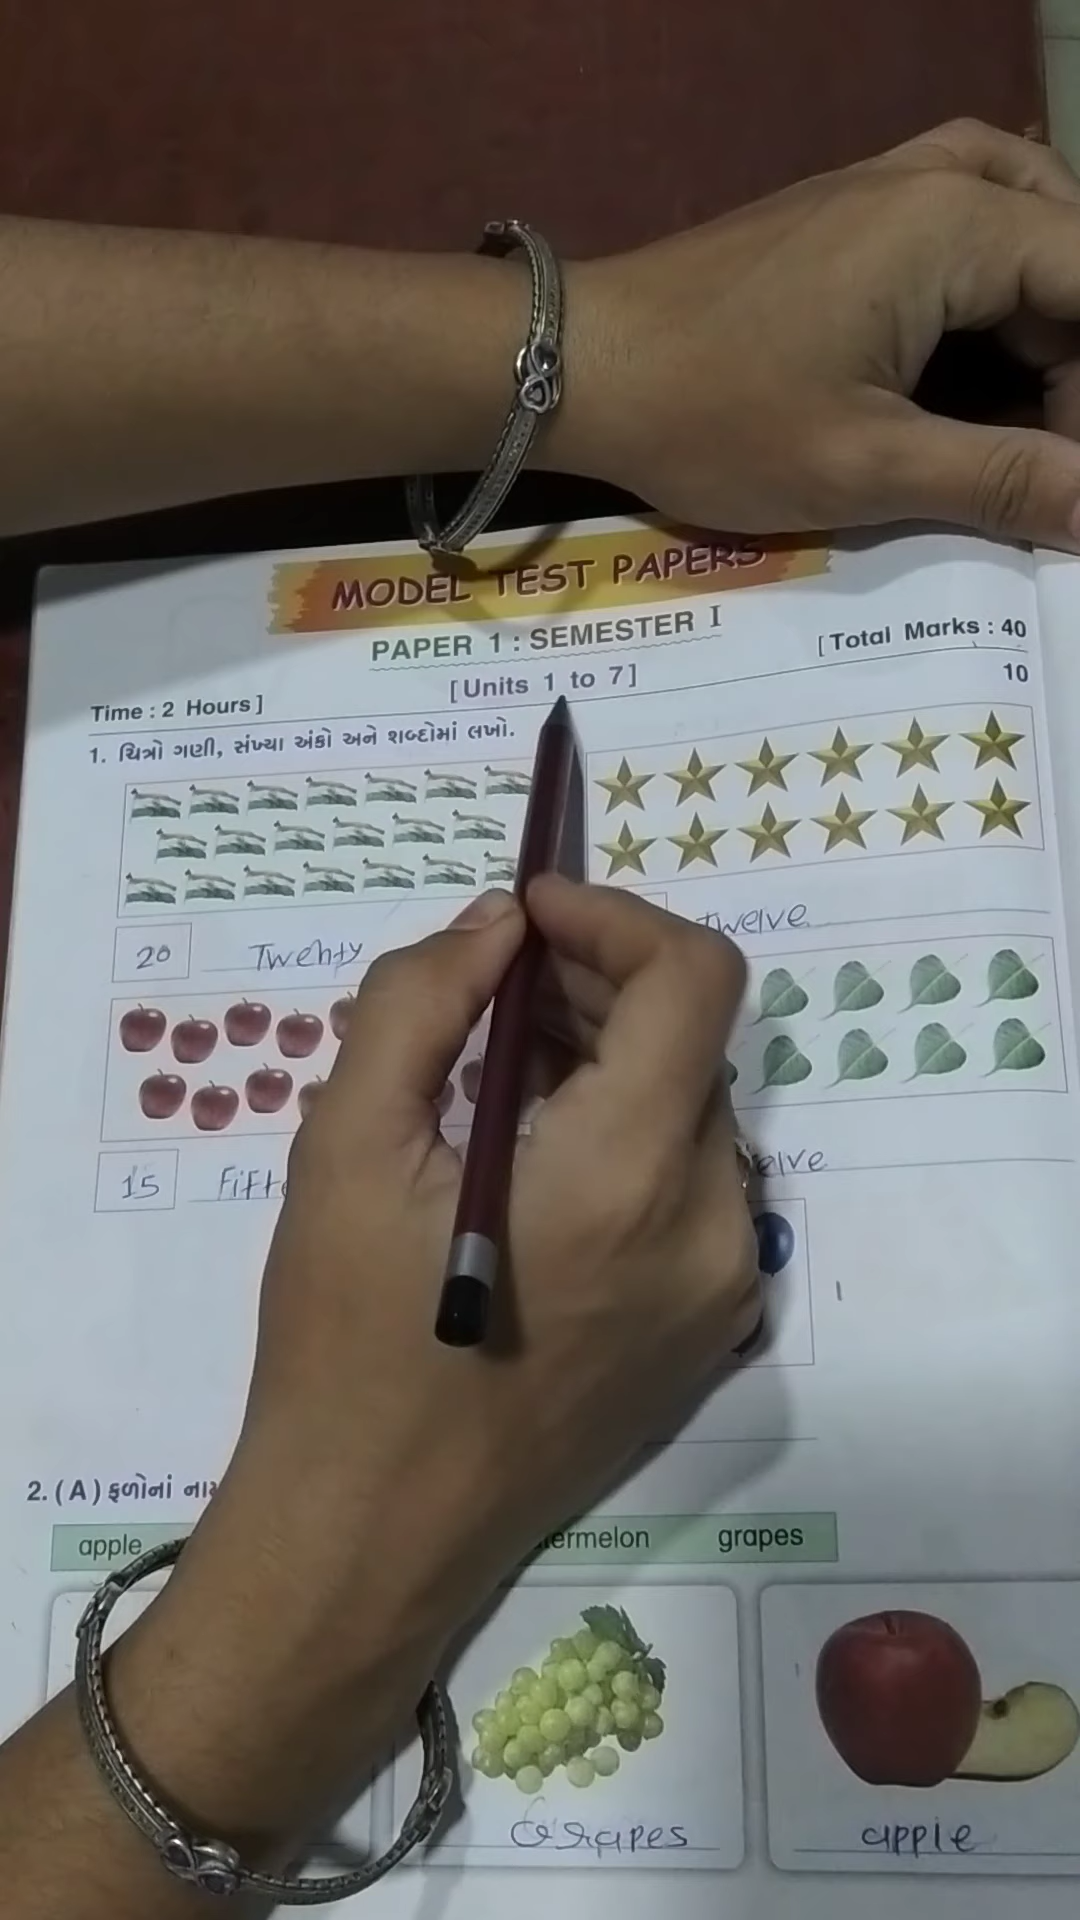 MODEL TEST PAPERS
PAPER 1 : SEMESTER I
[Total Marks : 40
Time : 2 Hours]
[Units 1 to 7]
10
1. ચિત્રો ગણી, સંખ્યા અંકો અને શબ્દોમાં લખો.
20 Twenty
twelve
15
2. (A) ફળોનાં
apple grapes
Grapes
apple